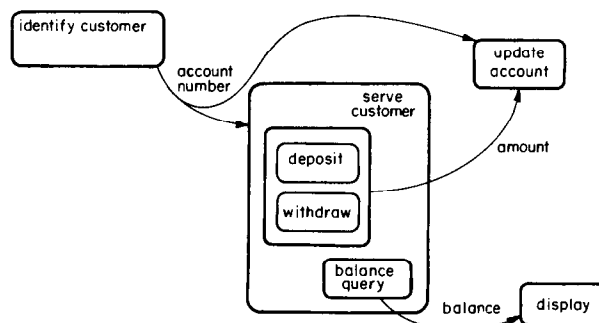 identify customer
update
account
account
number
serve
customer
deposit
amount
withdraw
balance
query
balance
display